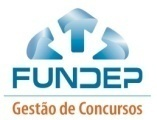 FUNDEP
Gestão de Concursos